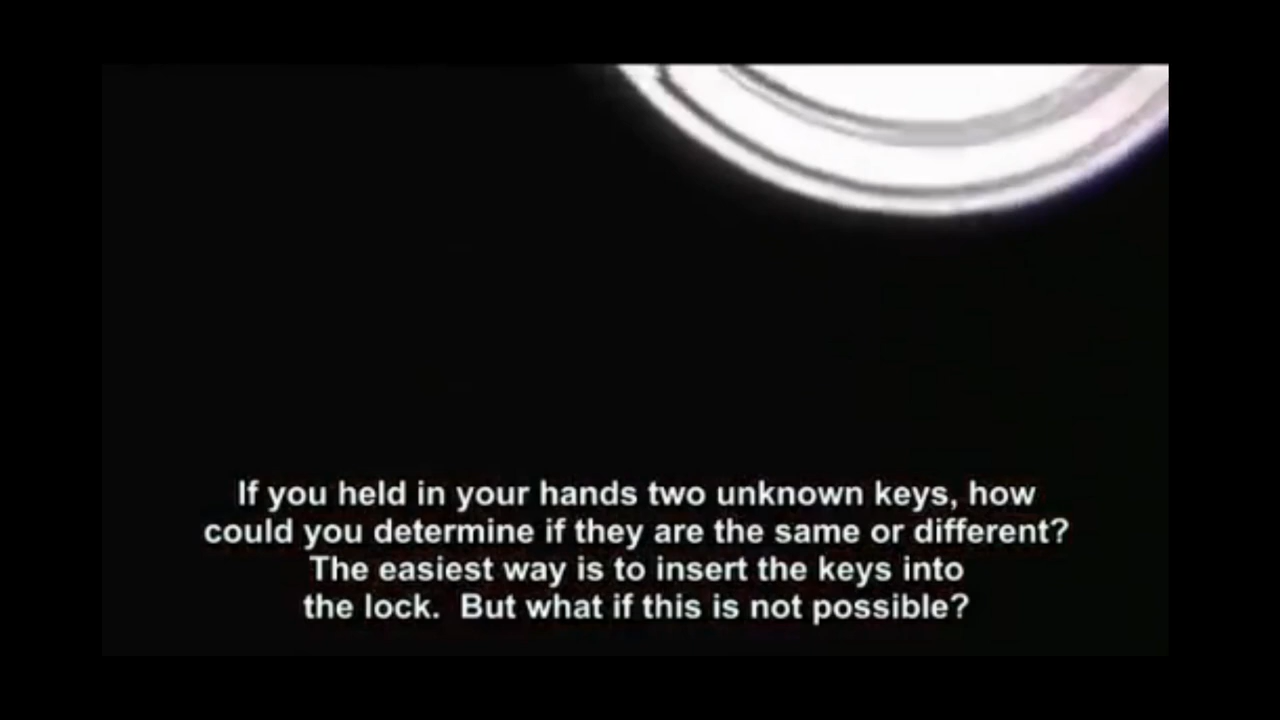 If you held in your hands two unknown keys, how
could you determine if they are the same or different?
The easiest way is to insert the keys into
the lock.  But what if this is not possible?